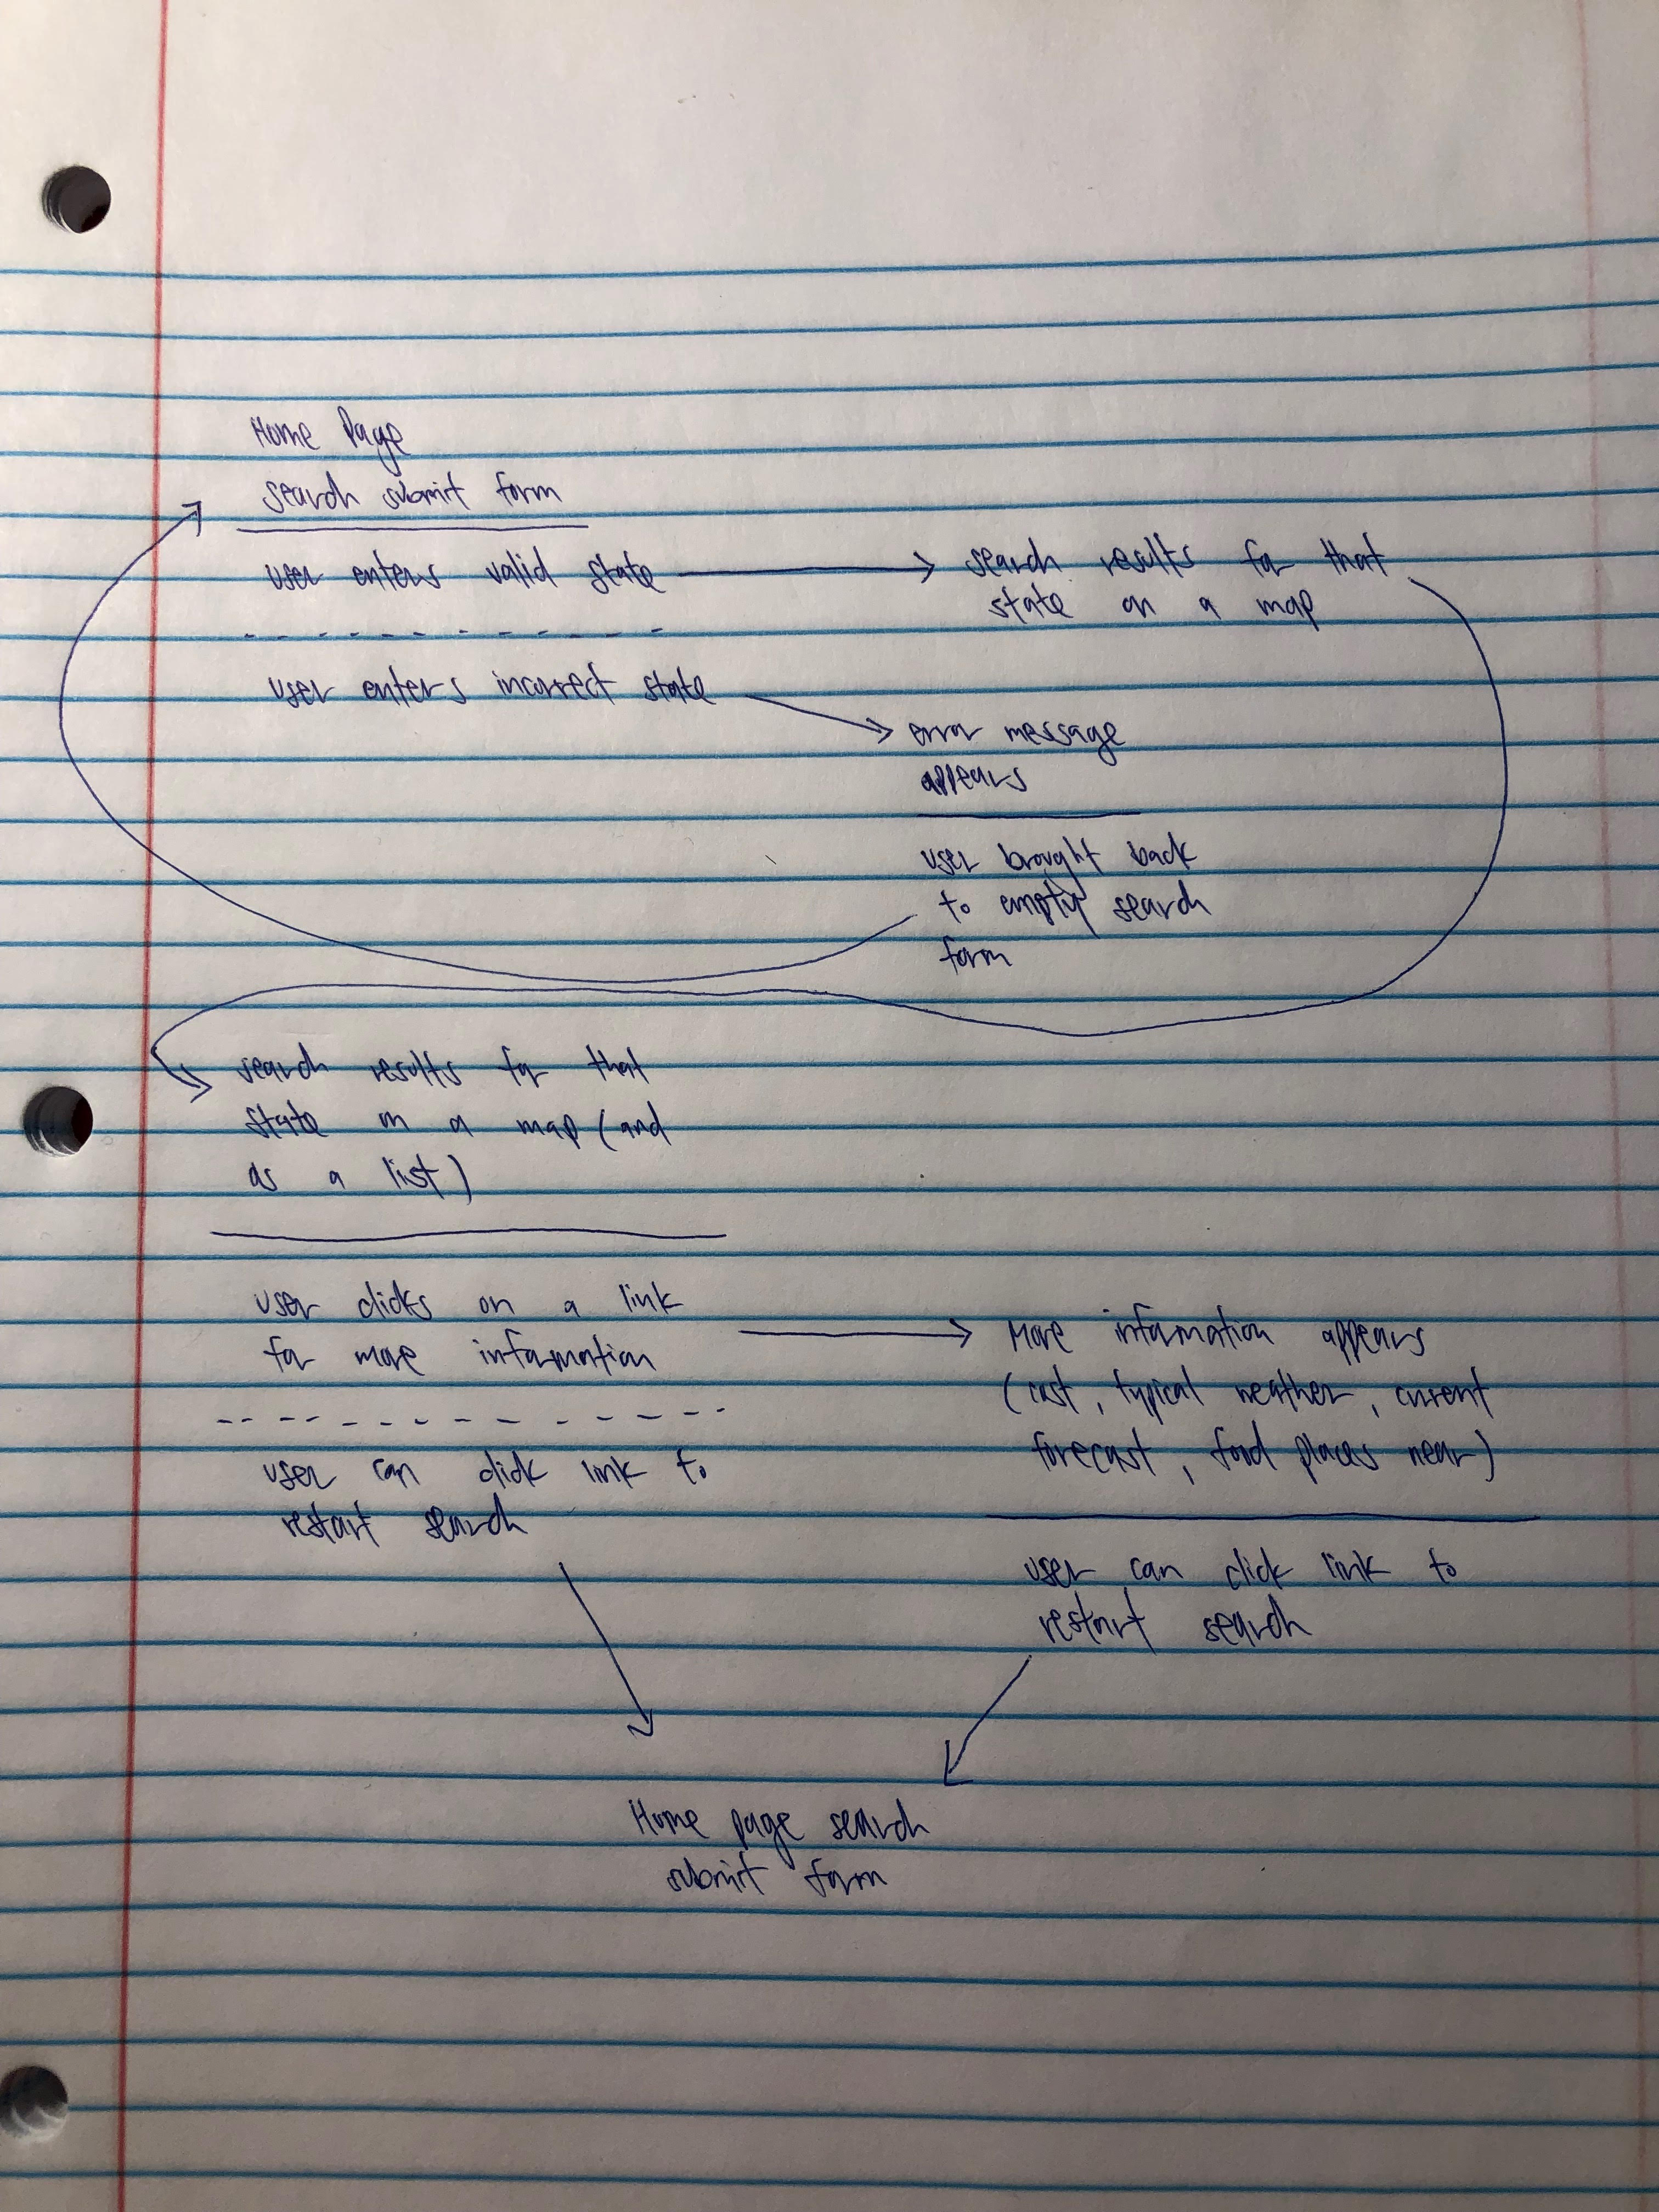 Home Page
search submit form
user enters valid state
search results for that
state on a map
user enters incorrect state
error message
appears
user brought back
to empty search
form
search results for that
state on a map (and
as a list)
user clicks on a link
for more information
More information appears
(cost, typical weather, current
forecast, food places near)
user can click link to
restart search
user can click link to
restart search
Home page search
submit form